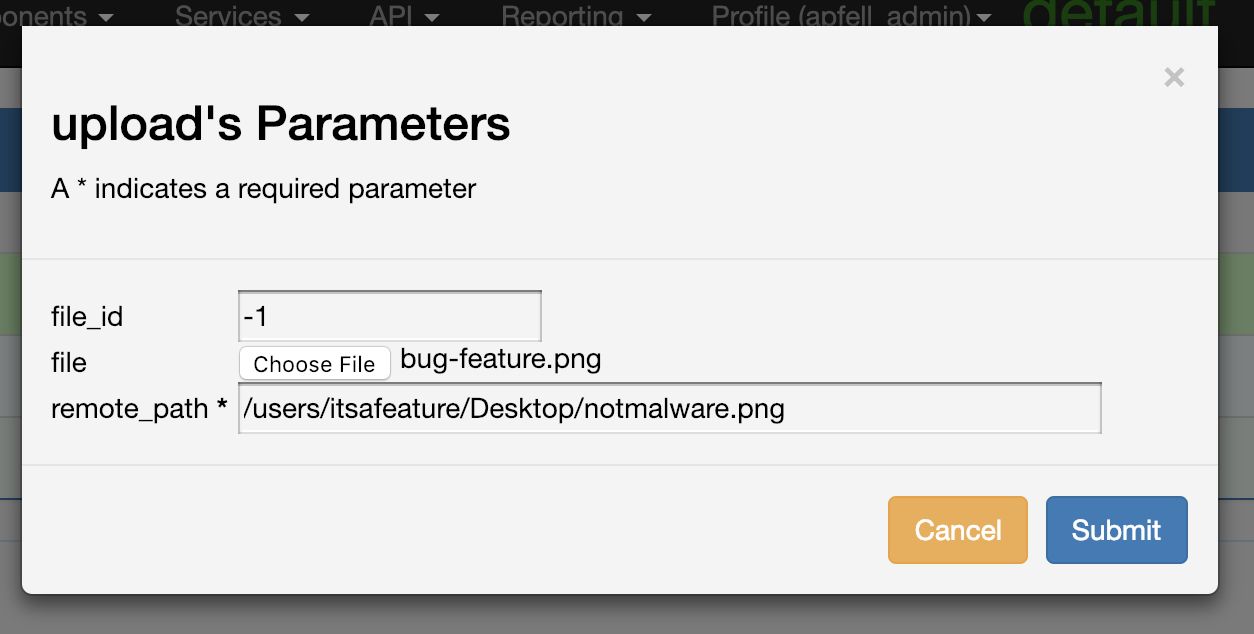 onents Services API Reporting Profile (apfell_admin) default
×
upload's Parameters
A * indicates a required parameter
file_id -1
file Choose File bug-feature.png
remote_path * /users/itsafeature/Desktop/notmalware.png
Cancel Submit